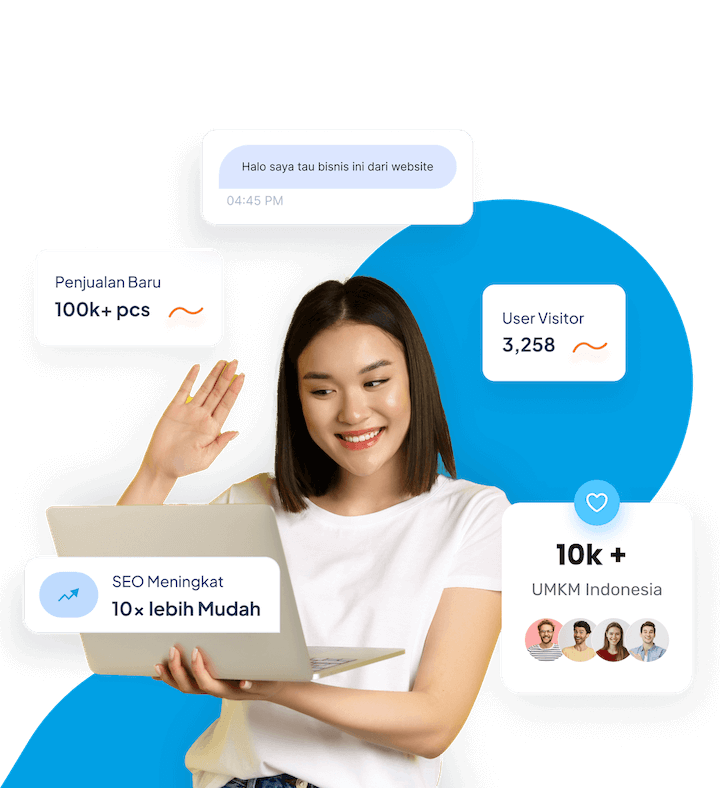 Halo saya tau bisnis ini dari website
04:45 PM
Penjualan Baru
100k+ pcs
User Visitor
3,258
10k +
UMKM Indonesia
SEO Meningkat
10x lebih Mudah